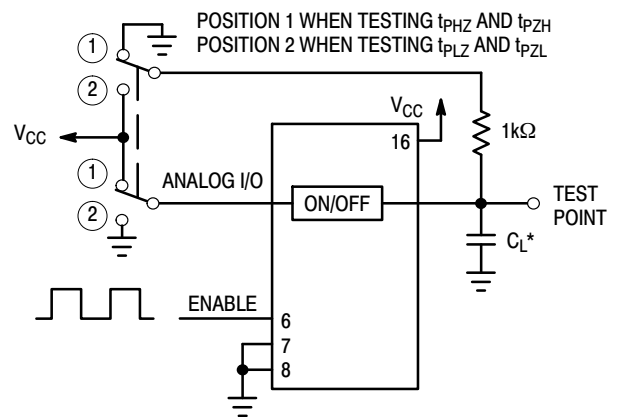 POSITION 1 WHEN TESTING tPHZ AND tPZH
POSITION 2 WHEN TESTING tPLZ AND tPZL
1
2
VCC
VCC
16
1kΩ
1
ANALOG I/O
ON/OFF
TEST
POINT
2
CL*
ENABLE
6
7
8